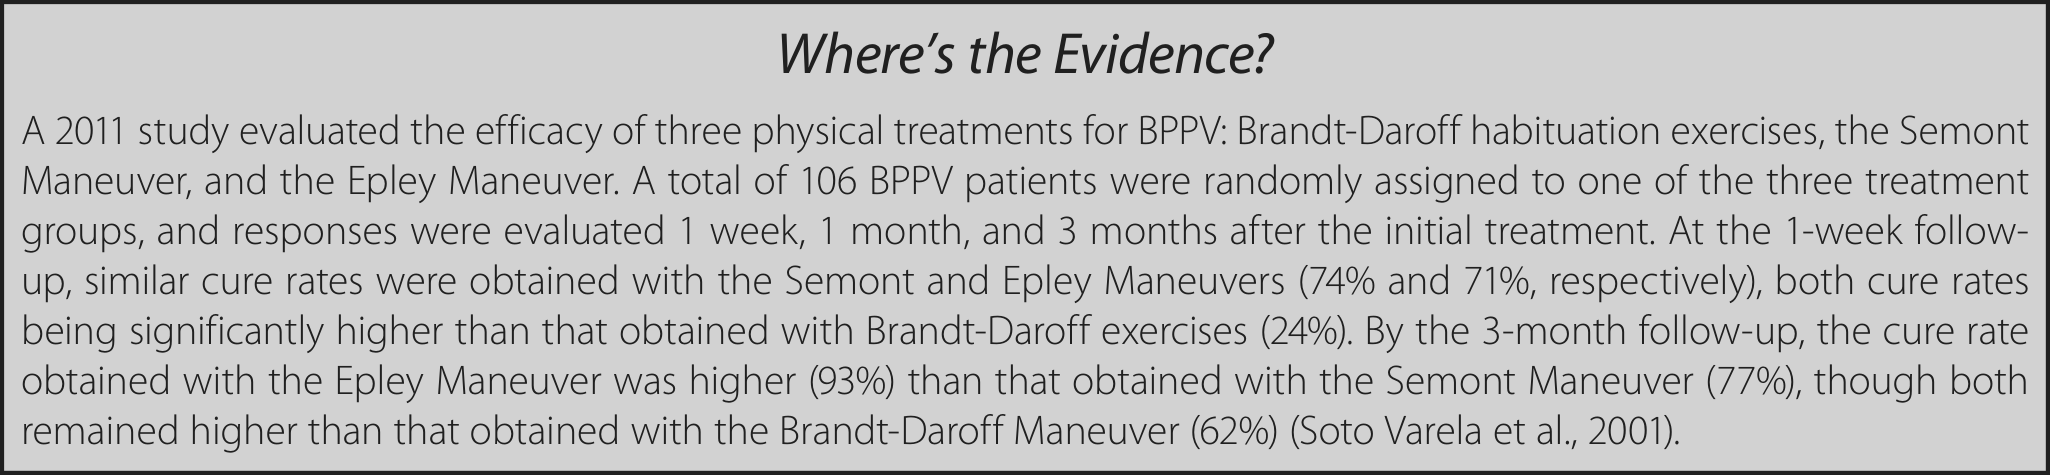 Where's the Evidence?
A 2011 study evaluated the efficacy of three physical treatments for BPPV: Brandt-Daroff habituation exercises, the Semont
Maneuver, and the Epley Maneuver. A total of 106 BPPV patients were randomly assigned to one of the three treatment
groups, and responses were evaluated 1 week, 1 month, and 3 months after the initial treatment. At the 1-week follow-
up, similar cure rates were obtained with the Semont and Epley Maneuvers (74% and 71%, respectively), both cure rates
being significantly higher than that obtained with Brandt-Daroff exercises (24%). By the 3-month follow-up, the cure rate
obtained with the Epley Maneuver was higher (93%) than that obtained with the Semont Maneuver (77%), though both
remained higher than that obtained with the Brandt-Daroff Maneuver (62%) (Soto Varela et al., 2001).